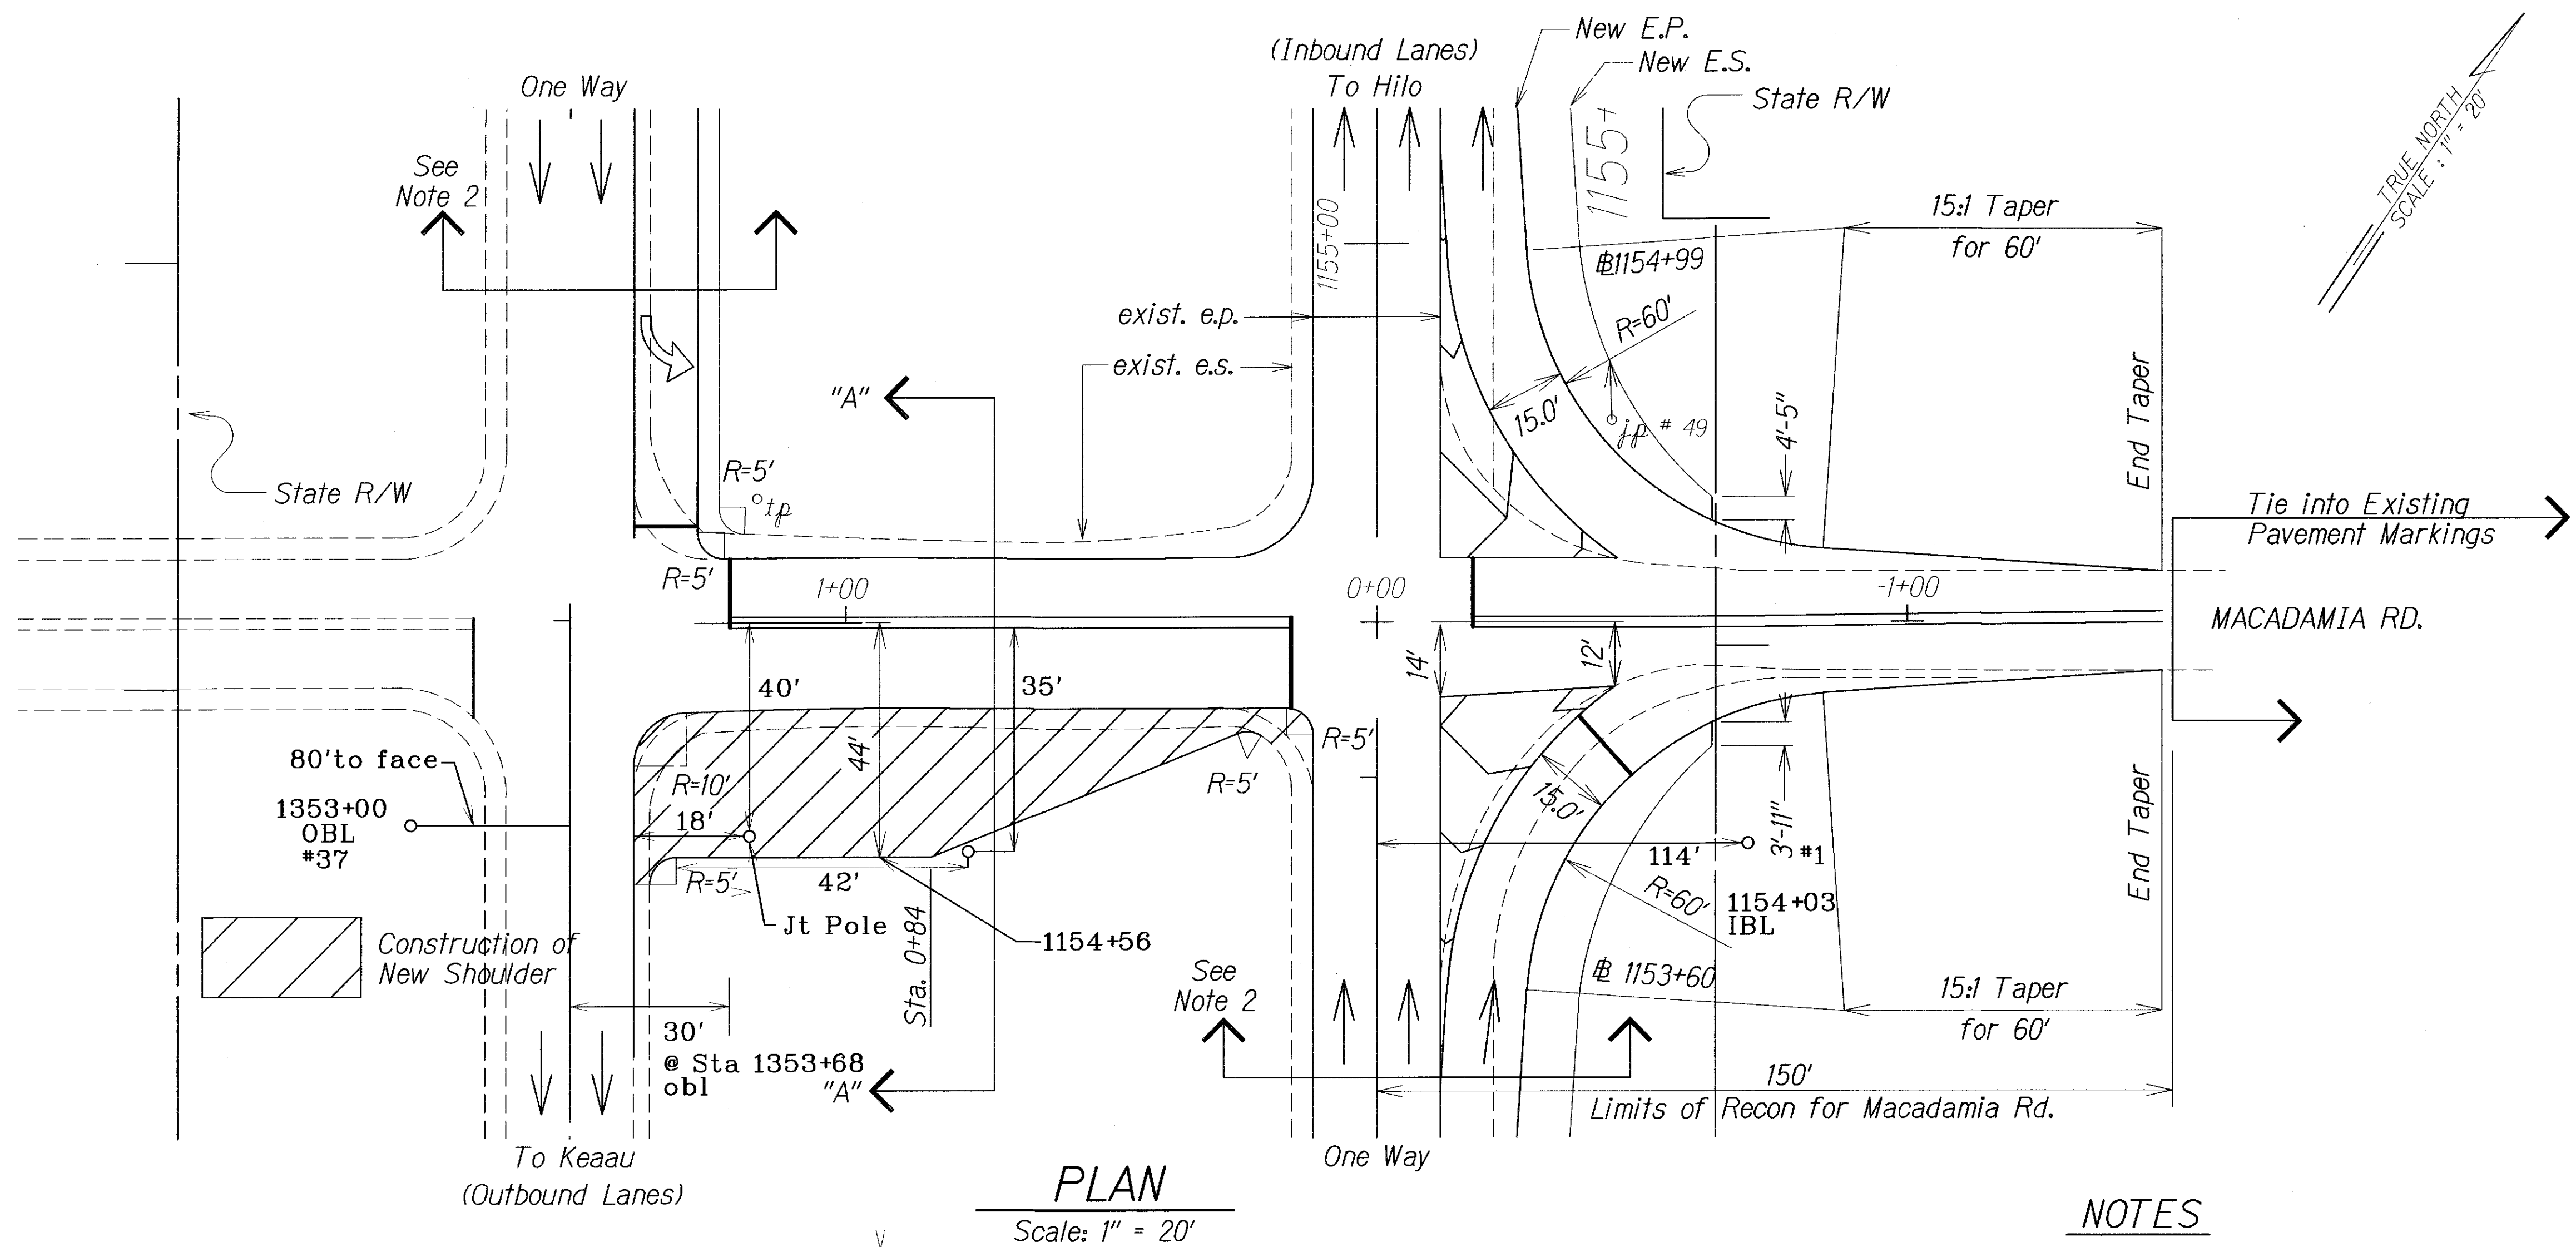 New E.P.
(Inbound Lanes)
To Hilo
New E.S.
One Way
State R/W
TRUE NORTH
SCALE : 1" = 20'
See
Note 2
1155+
1155+00
15:1 Taper
for 60'
℄1154+99
exist. e.p.
R=60'
exist. e.s.
"A"
15.0'
jp # 49
4'-5"
End Taper
State R/W
R=5'
tp
Tie into Existing
Pavement Markings
R=5'
1+00
0+00
-1+00
MACADAMIA RD.
14'
12'
40'
35'
44'
R=5'
80'to face
R=10'
R=5'
1353+00
OBL
#37
18'
15.0'
3'-11"
#1
114'
End Taper
R=5'
42'
R=60'
1154+03
IBL
Jt Pole
Sta. 0+84
1154+56
Construction of
New Shoulder
See
Note 2
℄ 1153+60
15:1 Taper
for 60'
30'
@ Sta 1353+68
obl
"A"
150'
Limits of Recon for Macadamia Rd.
To Keaau
(Outbound Lanes)
One Way
PLAN
Scale: 1" = 20'
NOTES